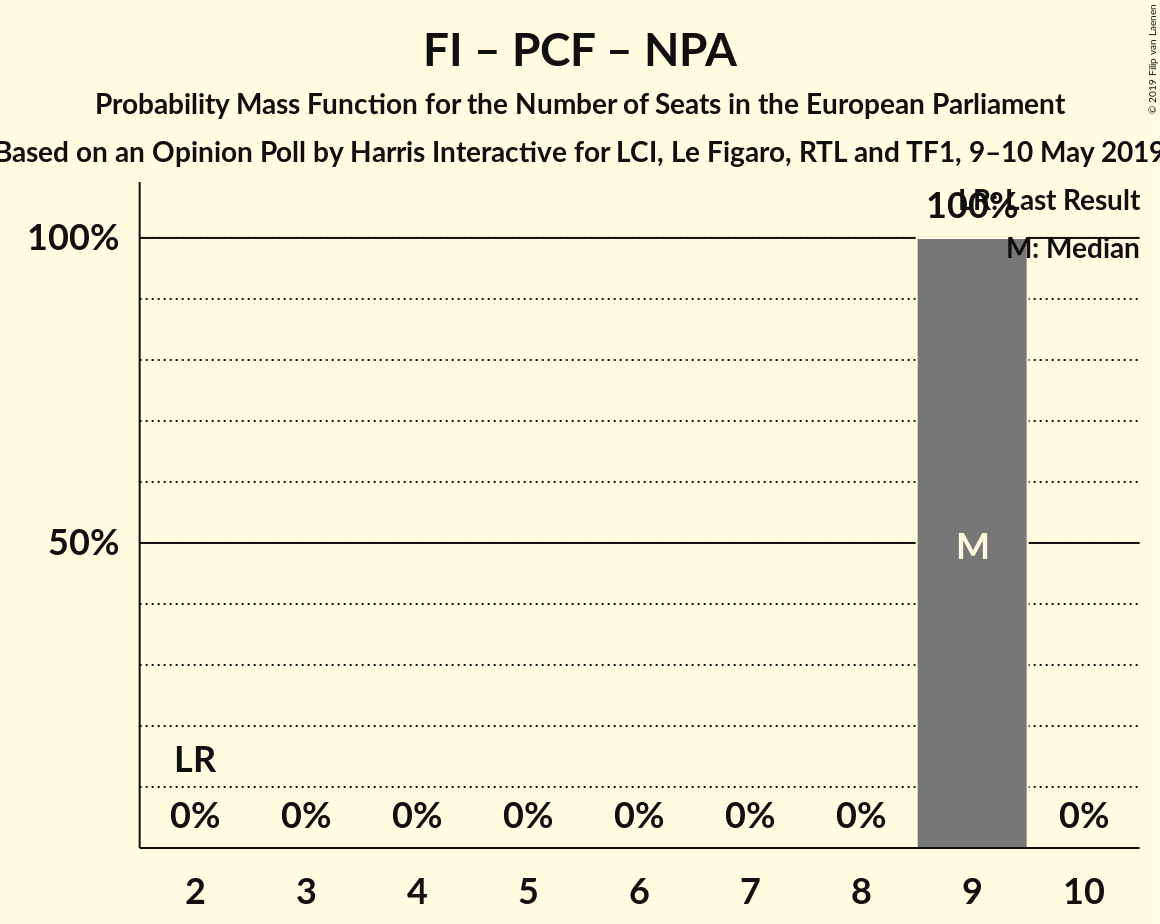 FI – PCF – NPA
Probability Mass Function for the Number of Seats in the European Parliament
Based on an Opinion Poll by Harris Interactive for LCI, Le Figaro, RTL and TF1, 9–10 May 2019
© 2019 Filip van Laenen
LR: Last Result
M: Median
100%
100%
50%
M
LR
0% 0% 0% 0% 0% 0% 0% 0%
2 3 4 5 6 7 8 9 10